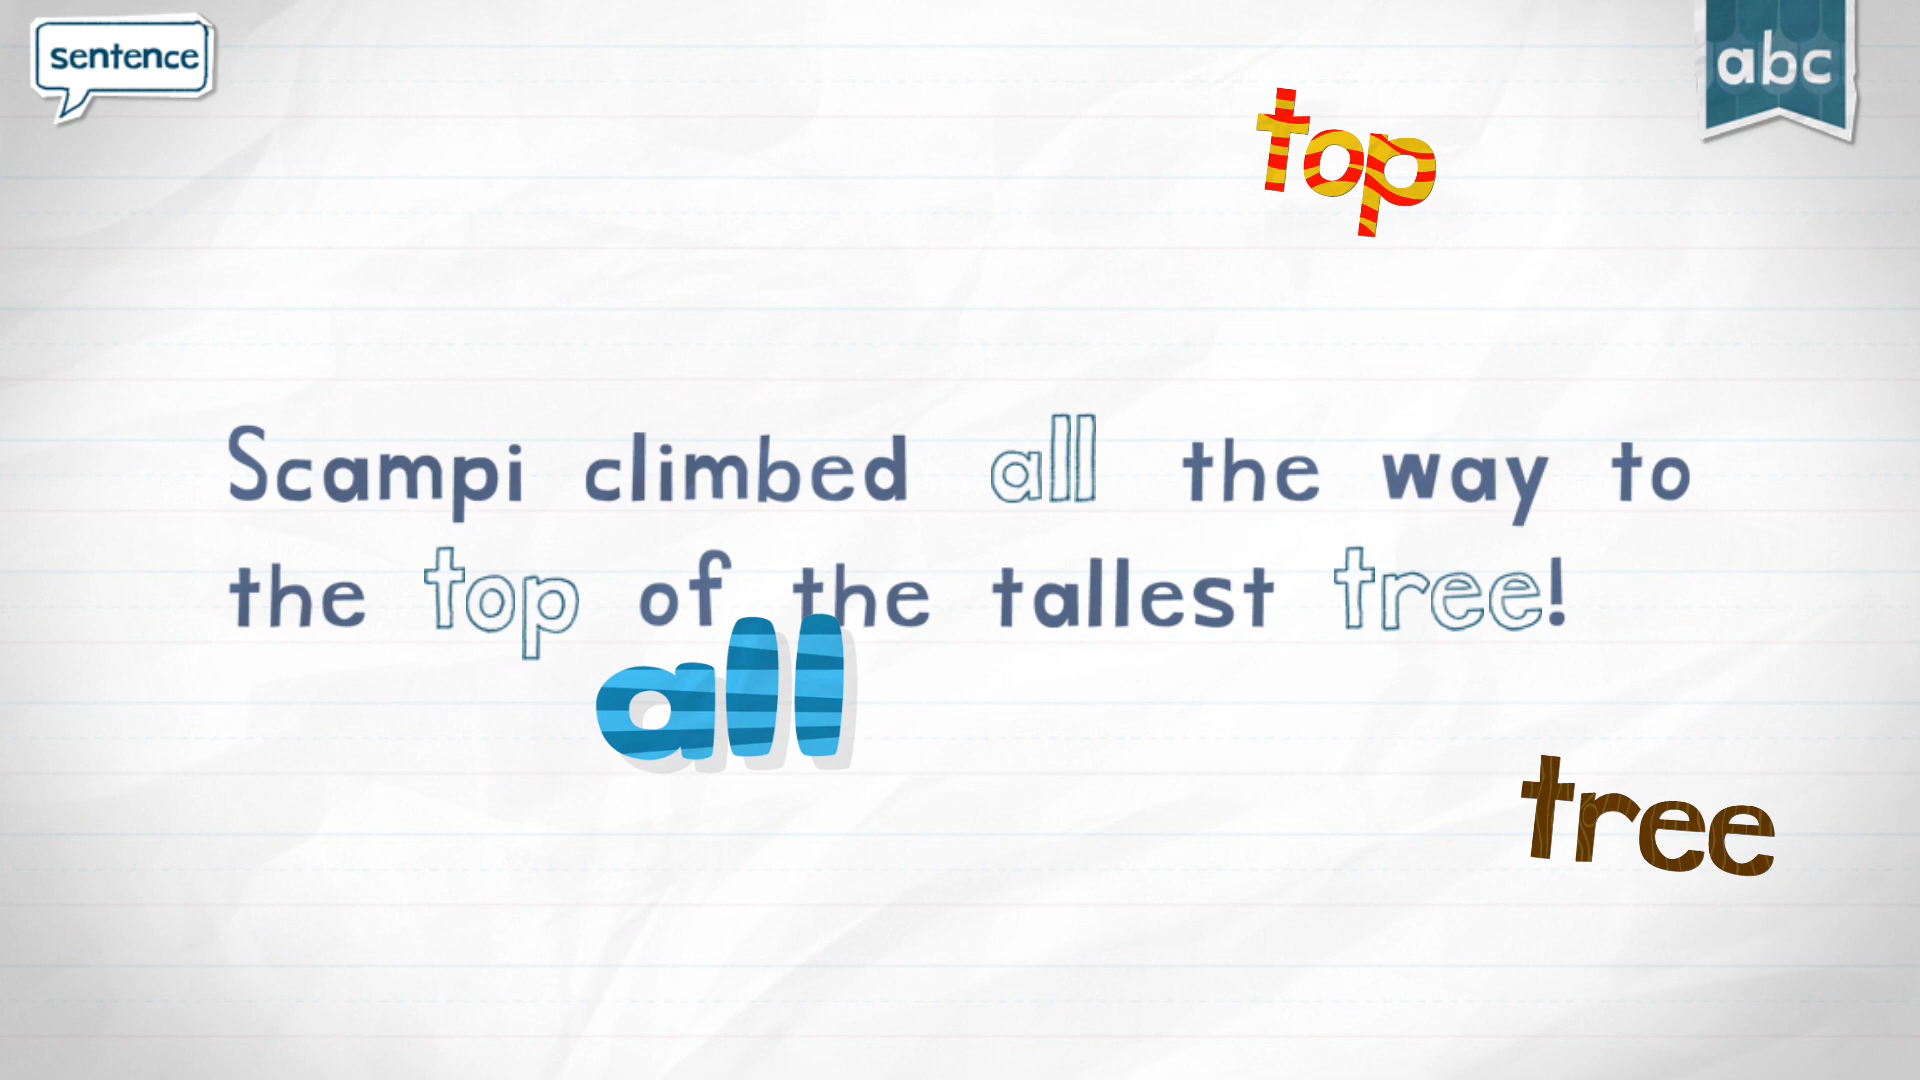 sentence
abc
top
Scampi climbed all the way to
the top of the tallest tree!
all
tree